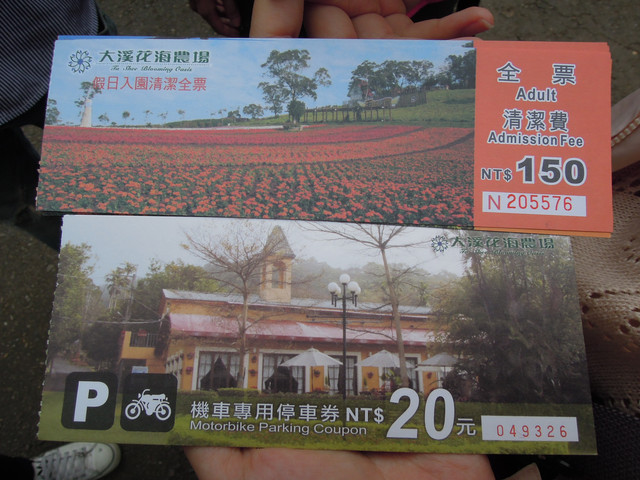 大溪花海農場
Ta Shee Blooming Oasis
假日入園清潔全票
全票
Adult
清潔費
Admission Fee
NT$ 150
N 205576
大溪花海農場
P
機車專用停車券 NT$ 20元
Motorbike Parking Coupon
049326